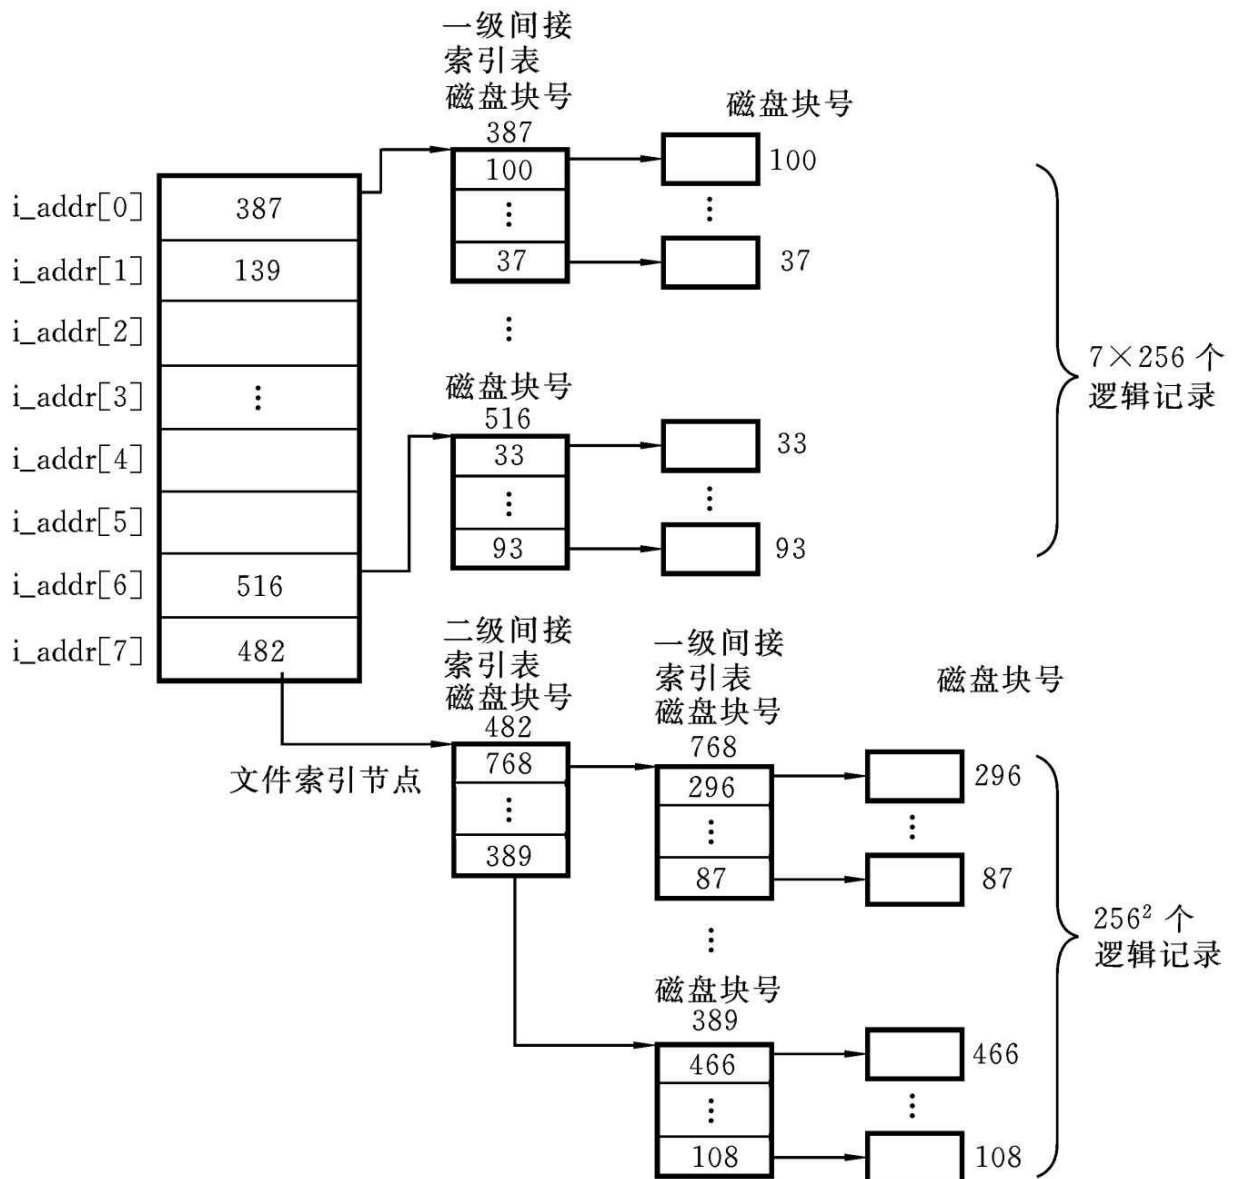 一级间接
索引表
磁盘块号
387
磁盘块号
100
100
⋮
⋮
37
37
⋮
i_addr[0]
387
i_addr[1]
139
i_addr[2]
i_addr[3]
⋮
i_addr[4]
i_addr[5]
i_addr[6]
516
i_addr[7]
482
文件索引节点
磁盘块号
516
33
33
⋮
⋮
93
93
7×256 个
逻辑记录
二级间接
索引表
磁盘块号
482
768
⋮
389
一级间接
索引表
磁盘块号
768
磁盘块号
296
296
⋮
⋮
87
87
⋮
磁盘块号
389
466
466
⋮
⋮
108
108
256² 个
逻辑记录